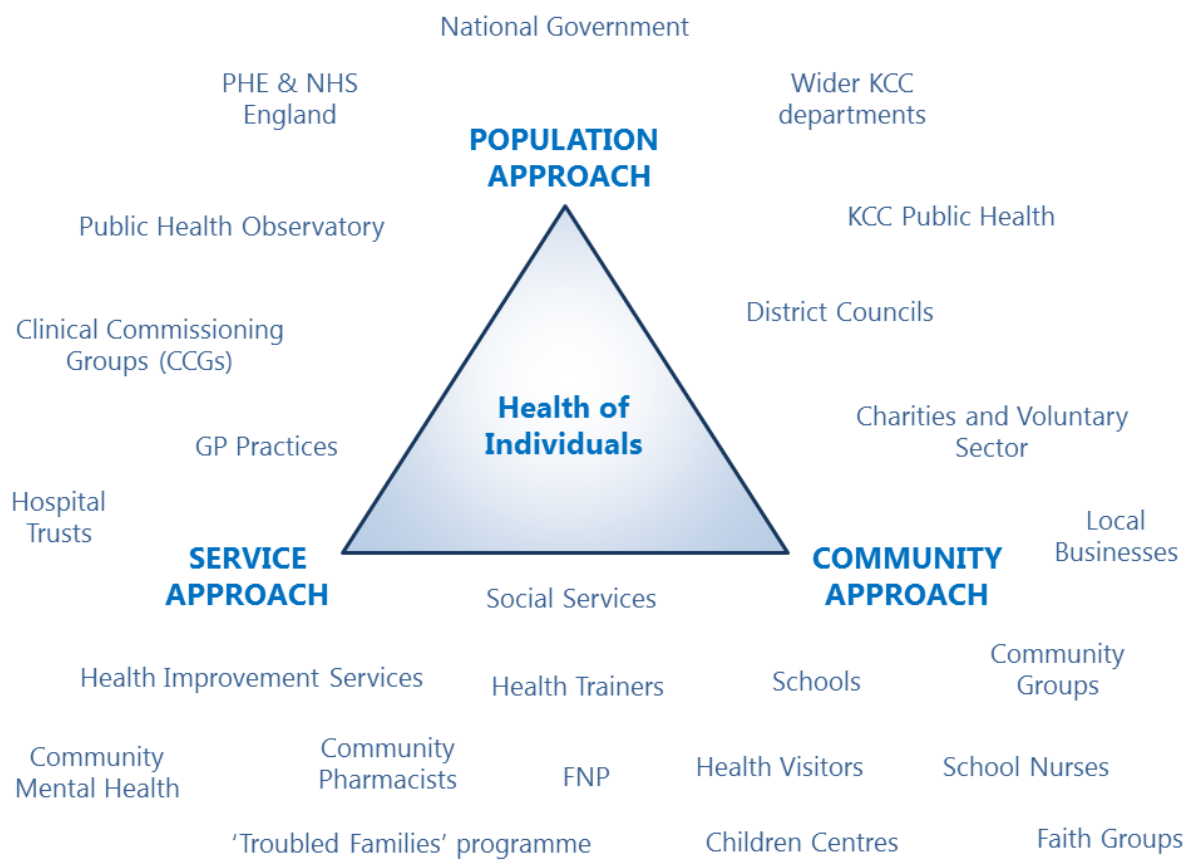 National Government
PHE & NHS
England
Wider KCC
departments
POPULATION
APPROACH
Public Health Observatory
KCC Public Health
Clinical Commissioning
Groups (CCGs)
District Councils
Health of
Individuals
GP Practices
Charities and Voluntary
Sector
Hospital
Trusts
Local
Businesses
SERVICE
APPROACH
COMMUNITY
APPROACH
Social Services
Health Improvement Services
Health Trainers
Schools
Community
Groups
Community
Mental Health
Community
Pharmacists
FNP
Health Visitors
School Nurses
‘Troubled Families’ programme
Children Centres
Faith Groups